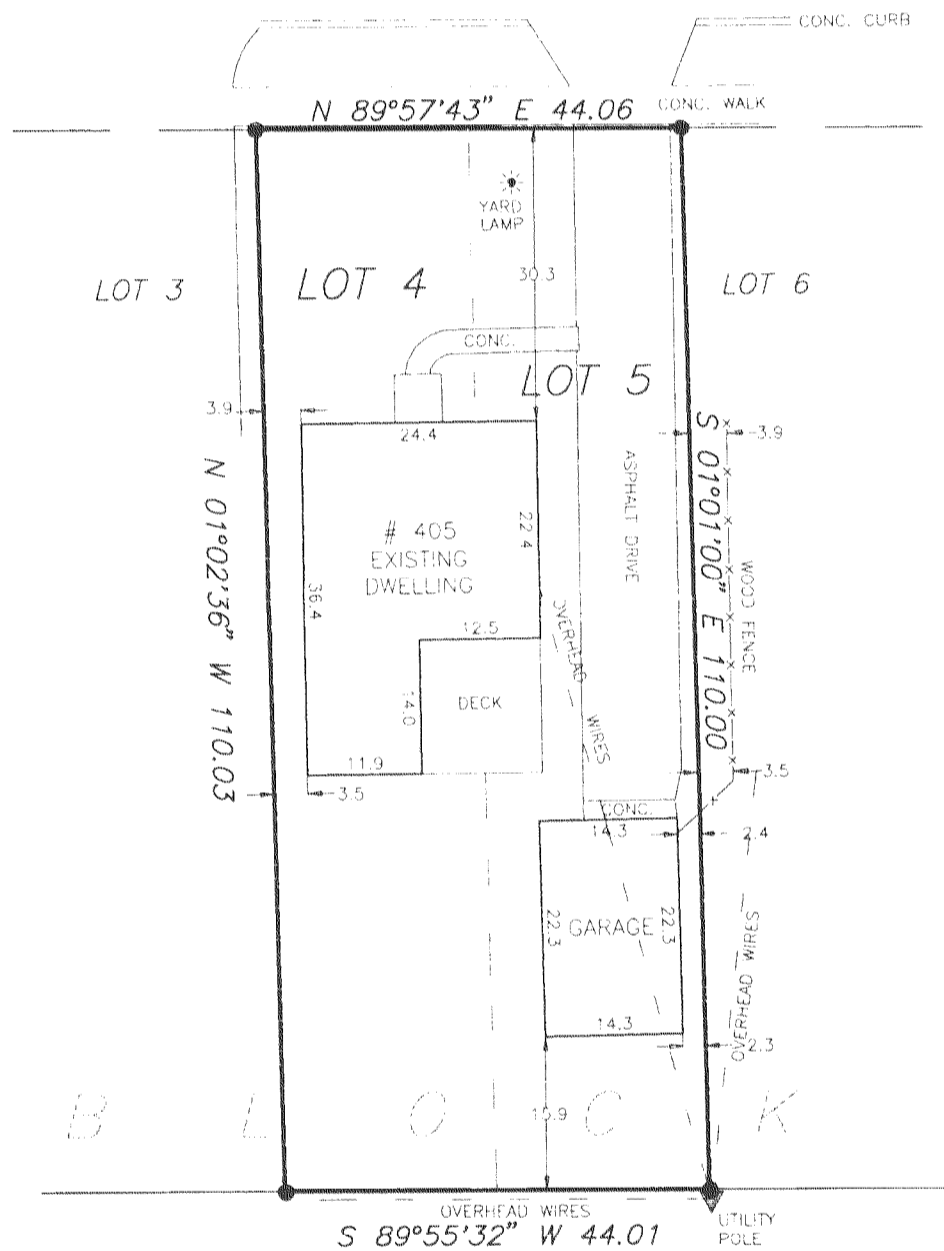 CONC. CURB
N 89°57'43" E 44.06
CONC. WALK
YARD
LAMP
30.3
LOT 3
LOT 4
LOT 6
CONC.
LOT 5
3.9
24.4
3.9
S 01°01'00" E 110.00
N 01°02'36" W 110.03
ASPHALT DRIVE
# 405
EXISTING
DWELLING
22.4
36.4
WOOD FENCE
12.5
OVERHEAD
WIRES
DECK
14.0
11.9
3.5
3.5
CONC.
14.3
2.4
22.3
GARAGE
22.3
OVERHEAD WIRES
14.3
2.3
B L O C K
15.9
OVERHEAD WIRES
S 89°55'32" W 44.01
UTILITY
POLE